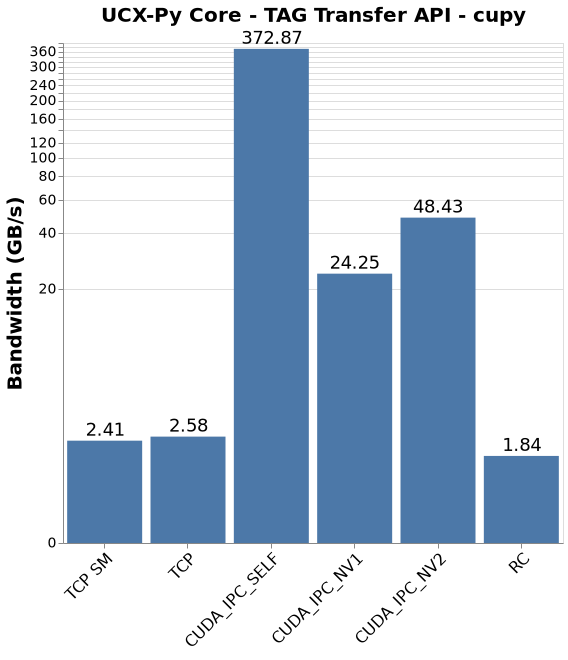 UCX-Py Core - TAG Transfer API - cupy
Bandwidth (GB/s)
360
300
240
200
160
120
100
80
60
40
20
0
2.41
2.58
372.87
24.25
48.43
1.84
TCP SM
TCP
CUDA_IPC_SELF
CUDA_IPC_NV1
CUDA_IPC_NV2
RC